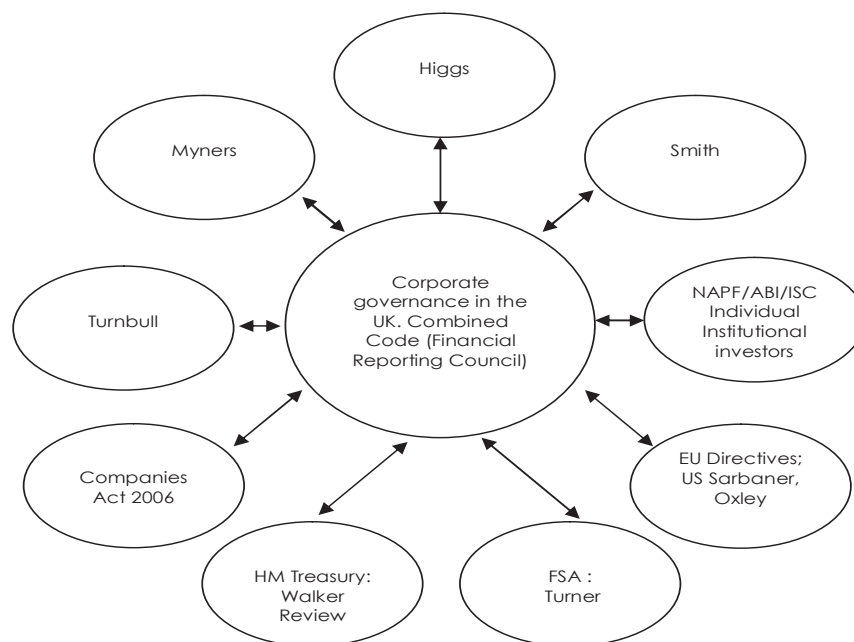 Higgs
Myners
Smith
Corporate
governance in the
UK. Combined
Code (Financial
Reporting Council)
Turnbull
NAPF/ABI/ISC
Individual
Institutional
investors
Companies
Act 2006
EU Directives;
US Sarbaner,
Oxley
HM Treasury:
Walker
Review
FSA :
Turner